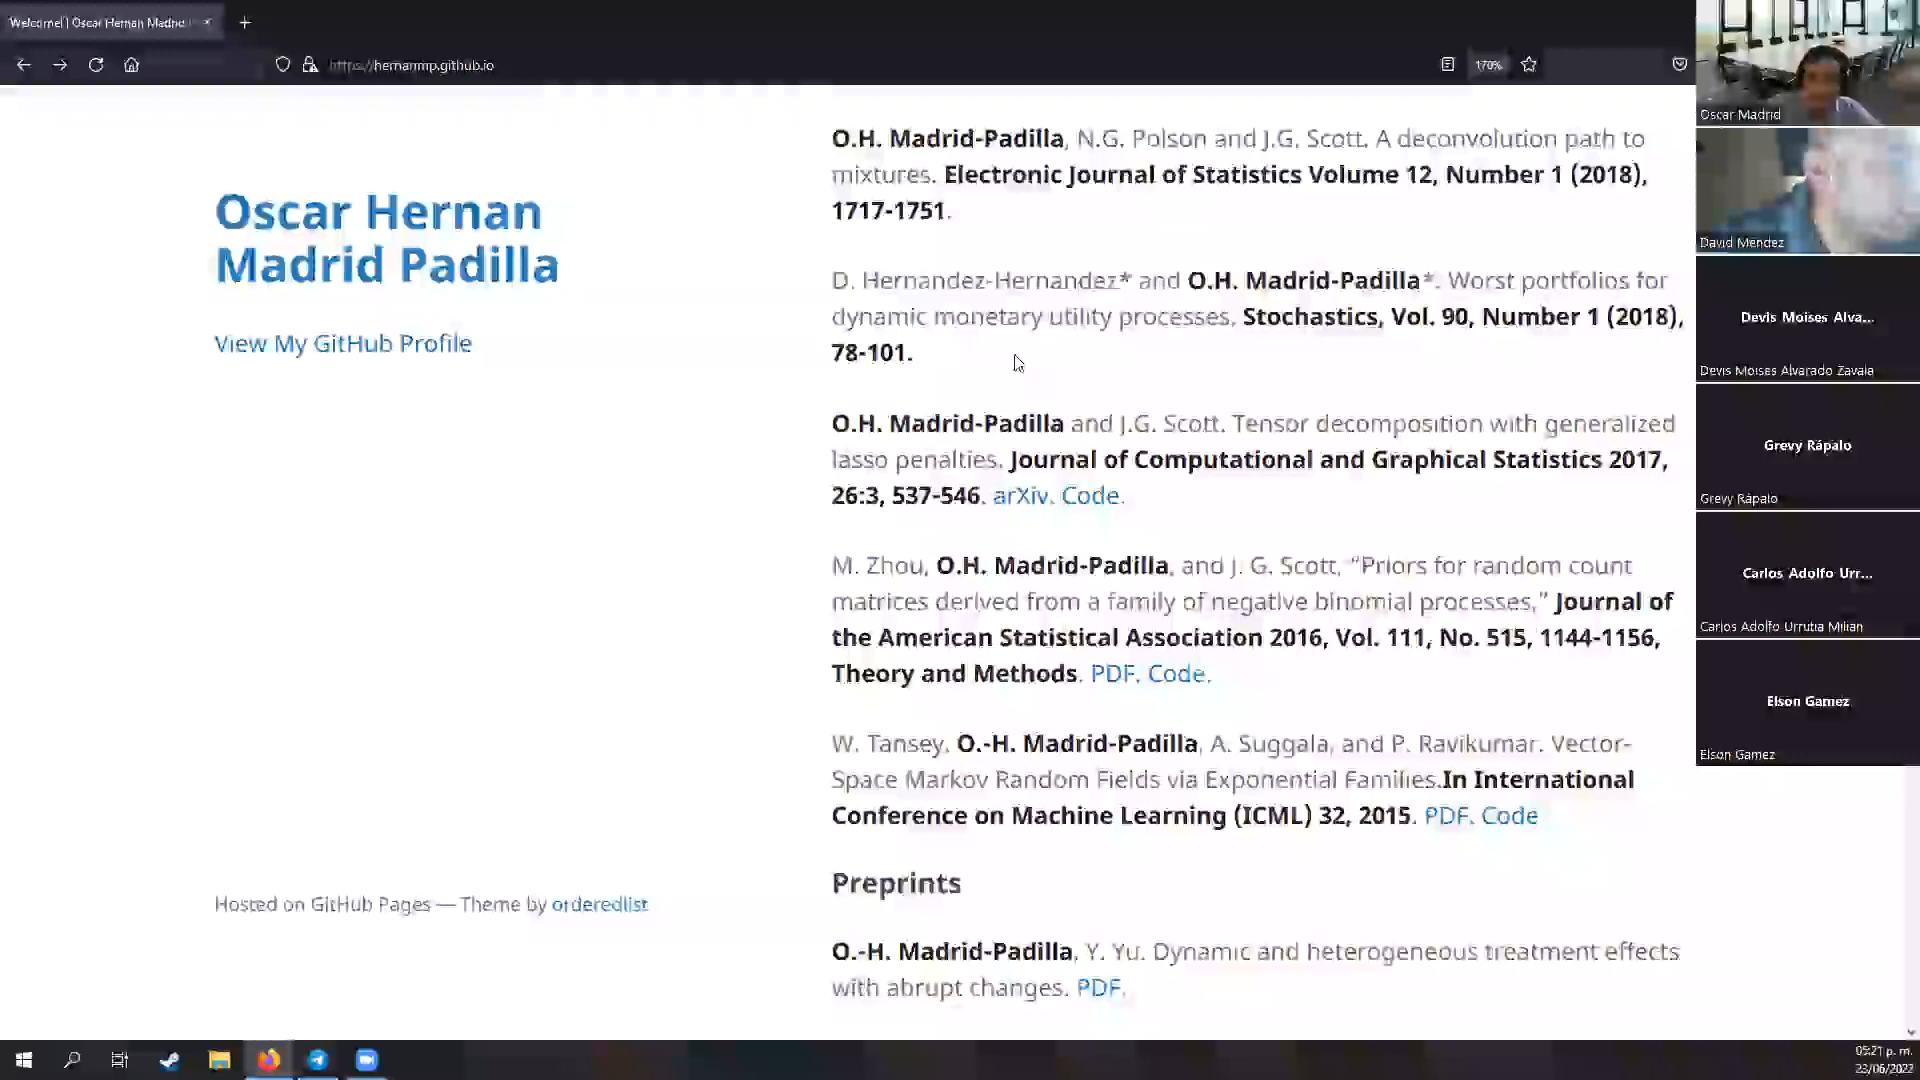 Welcome! | Oscar Hernan Madrid
https://hernanmp.github.io
170%
Oscar Hernan
Madrid Padilla
View My GitHub Profile
Hosted on GitHub Pages — Theme by orderedlist
O.H. Madrid-Padilla, N.G. Polson and J.G. Scott. A deconvolution path to
mixtures. Electronic Journal of Statistics Volume 12, Number 1 (2018),
1717-1751.
D. Hernandez-Hernandez* and O.H. Madrid-Padilla*. Worst portfolios for
dynamic monetary utility processes. Stochastics, Vol. 90, Number 1 (2018),
78-101.
O.H. Madrid-Padilla and J.G. Scott. Tensor decomposition with generalized
lasso penalties. Journal of Computational and Graphical Statistics 2017,
26:3, 537-546. arXiv. Code.
M. Zhou, O.H. Madrid-Padilla, and J. G. Scott, “Priors for random count
matrices derived from a family of negative binomial processes,” Journal of
the American Statistical Association 2016, Vol. 111, No. 515, 1144-1156,
Theory and Methods. PDF. Code.
W. Tansey, O.-H. Madrid-Padilla, A. Suggala, and P. Ravikumar. Vector-
Space Markov Random Fields via Exponential Families.In International
Conference on Machine Learning (ICML) 32, 2015. PDF. Code
Preprints
O.-H. Madrid-Padilla, Y. Yu. Dynamic and heterogeneous treatment effects
with abrupt changes. PDF.
Oscar Madrid
David Méndez
Devis Moises Alva...
Devis Moises Alvarado Zavala
Grevy Rápalo
Grevy Rápalo
Carlos Adolfo Urr...
Carlos Adolfo Urrutia Milian
Elson Gamez
Elson Gamez
05:21 p. m.
23/06/2022